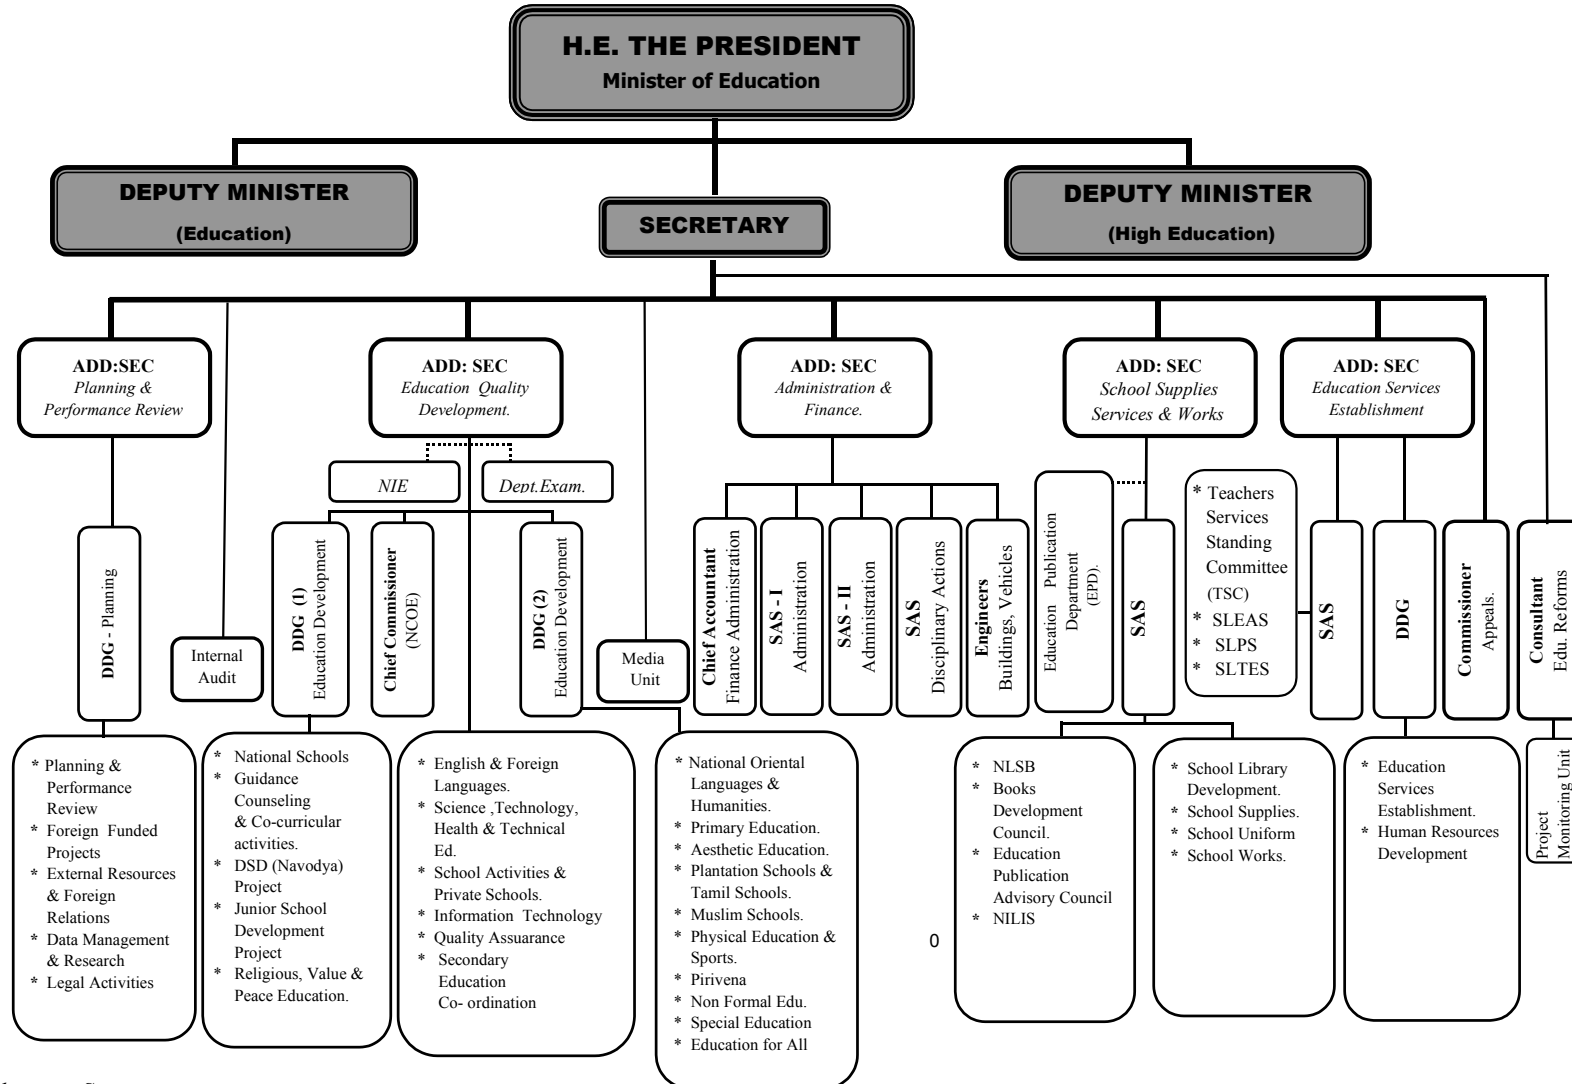 H.E. THE PRESIDENT
Minister of Education
DEPUTY MINISTER
(Education)
SECRETARY
DEPUTY MINISTER
(High Education)
ADD:SEC
Planning &
Performance Review
ADD: SEC
Education Quality
Development.
ADD: SEC
Administration &
Finance.
ADD: SEC
School Supplies
Services & Works
ADD: SEC
Education Services
Establishment
NIE
Dept.Exam.
DDG - Planning
Internal
Audit
DDG (1)
Education Development
Chief Commissioner
(NCOE)
DDG (2)
Education Development
Media
Unit
Chief Accountant
Finance Administration
SAS - I
Administration
SAS - II
Administration
SAS
Disciplinary Actions
Engineers
Buildings, Vehicles
Education Publication
Department
(EPD).
SAS
* Teachers
Services
Standing
Committee
(TSC)
* SLEAS
* SLPS
* SLTES
SAS
DDG
Commissioner
Appeals.
Consultant
Edu. Reforms
* Planning &
Performance
Review
* Foreign Funded
Projects
* External Resources
& Foreign
Relations
* Data Management
& Research
* Legal Activities
* National Schools
* Guidance
Counseling
& Co-curricular
activities.
* DSD (Navodya)
Project
* Junior School
Development
Project
* Religious, Value &
Peace Education.
* English & Foreign
Languages.
* Science ,Technology,
Health & Technical
Ed.
* School Activities &
Private Schools.
* Information Technology
* Quality Assuarance
* Secondary
Education
Co- ordination
* National Oriental
Languages &
Humanities.
* Primary Education.
* Aesthetic Education.
* Plantation Schools &
Tamil Schools.
* Muslim Schools.
* Physical Education &
Sports.
* Pirivena
* Non Formal Edu.
* Special Education
* Education for All
0
* NLSB
* Books
Development
Council.
* Education
Publication
Advisory Council
* NILIS
* School Library
Development.
* School Supplies.
* School Uniform
* School Works.
* Education
Services
Establishment.
* Human Resources
Development
Project
Monitoring Unit